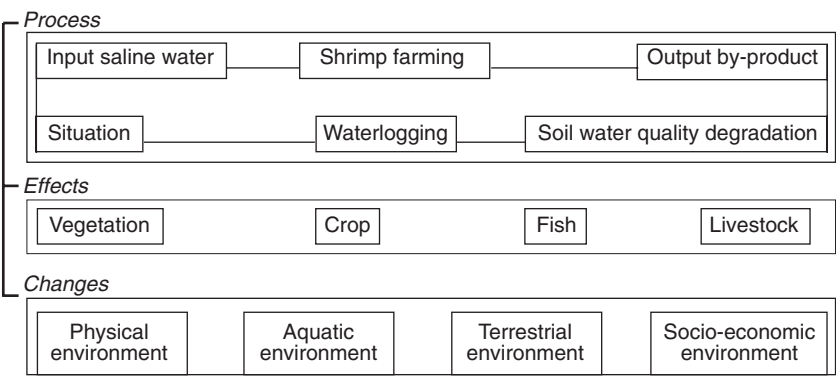 Process
Input saline water
Shrimp farming
Output by-product
Situation
Waterlogging
Soil water quality degradation
Effects
Vegetation
Crop
Fish
Livestock
Changes
Physical
environment
Aquatic
environment
Terrestrial
environment
Socio-economic
environment